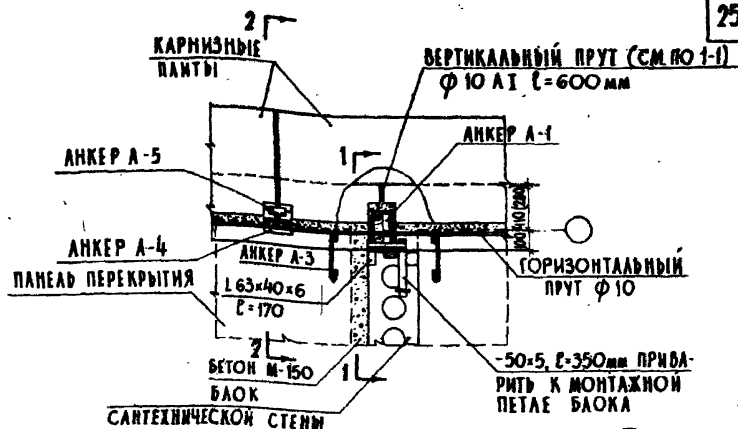 25
2
КАРНИЗНЫЕ
ПЛИТЫ
ВЕРТИКАЛЬНЫЙ ПРУТ (СМ. ПО 1-1)
Ф 10 АI ℓ=600 мм
АНКЕР А-1
1
АНКЕР А-5
АНКЕР А-4
АНКЕР А-3
ПАНЕЛЬ ПЕРЕКРЫТИЯ
L 63×40×6
ℓ=170
ГОРИЗОНТАЛЬНЫЙ
ПРУТ Ф 10
2
БЕТОН М-150
1
БЛОК
САНТЕХНИЧЕСКОЙ СТЕНЫ
-50×5, ℓ=350мм ПРИВА-
РИТЬ К МОНТАЖНОЙ
ПЕТЛЕ БЛОКА